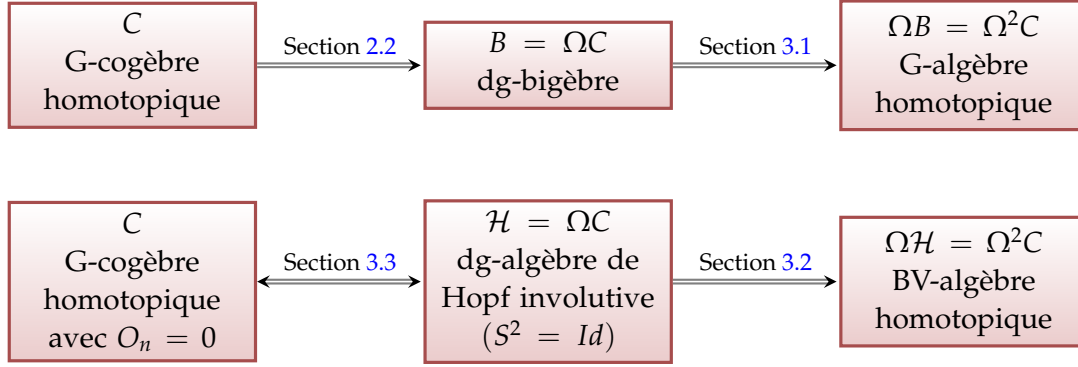 C
G-cogèbre
homotopique
Section 2.2
B = ΩC
dg-bigèbre
Section 3.1
ΩB = Ω²C
G-algèbre
homotopique
C
G-cogèbre
homotopique
avec Oₙ = 0
Section 3.3
ℋ = ΩC
dg-algèbre de
Hopf involutive
(S² = Id)
Section 3.2
Ωℋ = Ω²C
BV-algèbre
homotopique